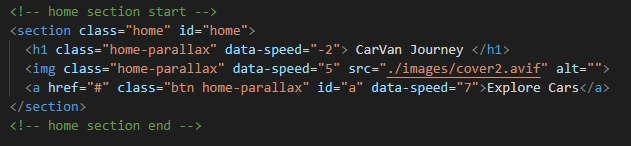 <!-- home section start -->
<section class="home" id="home">
<h1 class="home-parallax" data-speed="-2"> CarVan Journey </h1>
<img class="home-parallax" data-speed="5" src="./images/cover2.avif" alt="">
<a href="#" class="btn home-parallax" id="a" data-speed="7">Explore Cars</a>
</section>
<!-- home section end -->